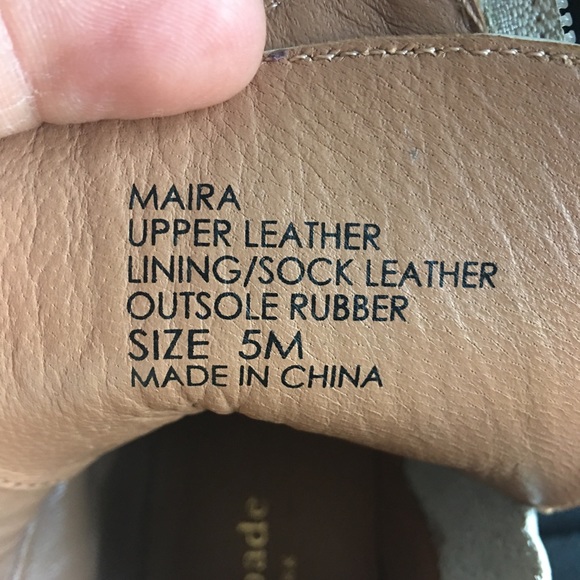 MAIRA
UPPER LEATHER
LINING/SOCK LEATHER
OUTSOLE RUBBER
SIZE 5M
MADE IN CHINA